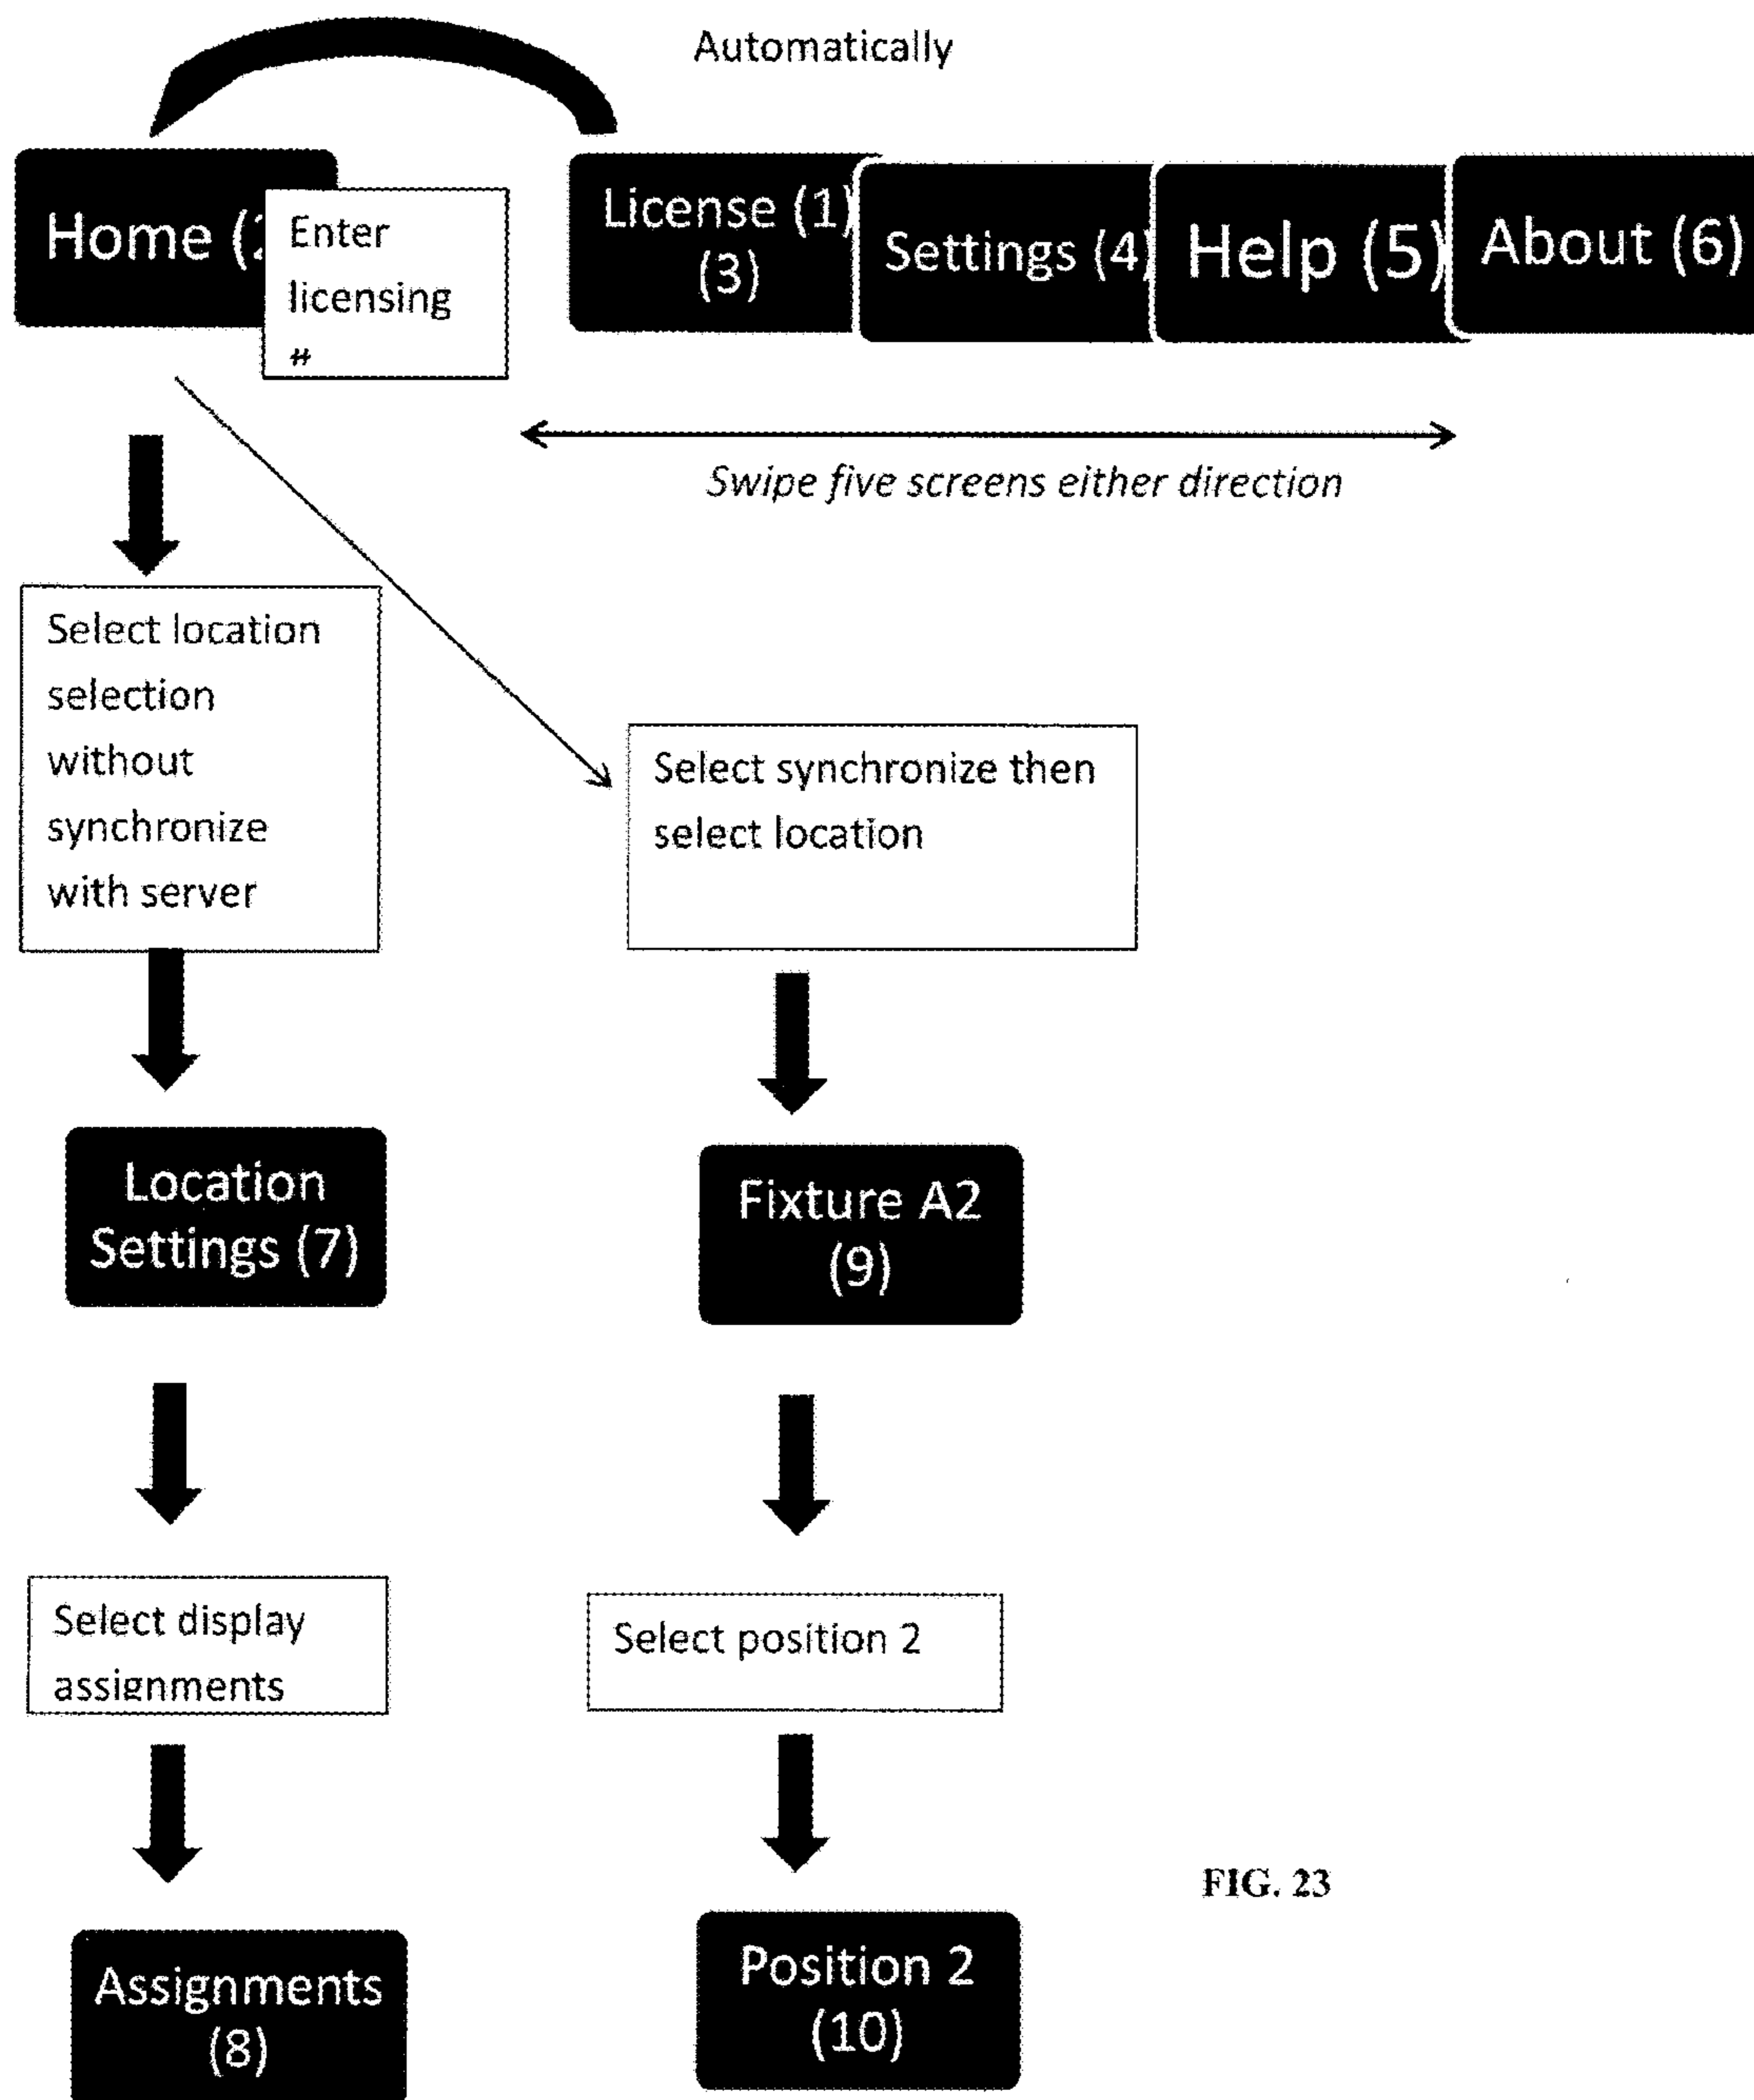 Automatically
Home (2
Enter
licensing
#
License (1)
(3)
Settings (4)
Help (5)
About (6)
Swipe five screens either direction
Select location
selection
without
synchronize
with server
Select synchronize then
select location
Location
Settings (7)
Fixture A2
(9)
Select display
assignments
Select position 2
Assignments
(8)
Position 2
(10)
FIG. 23